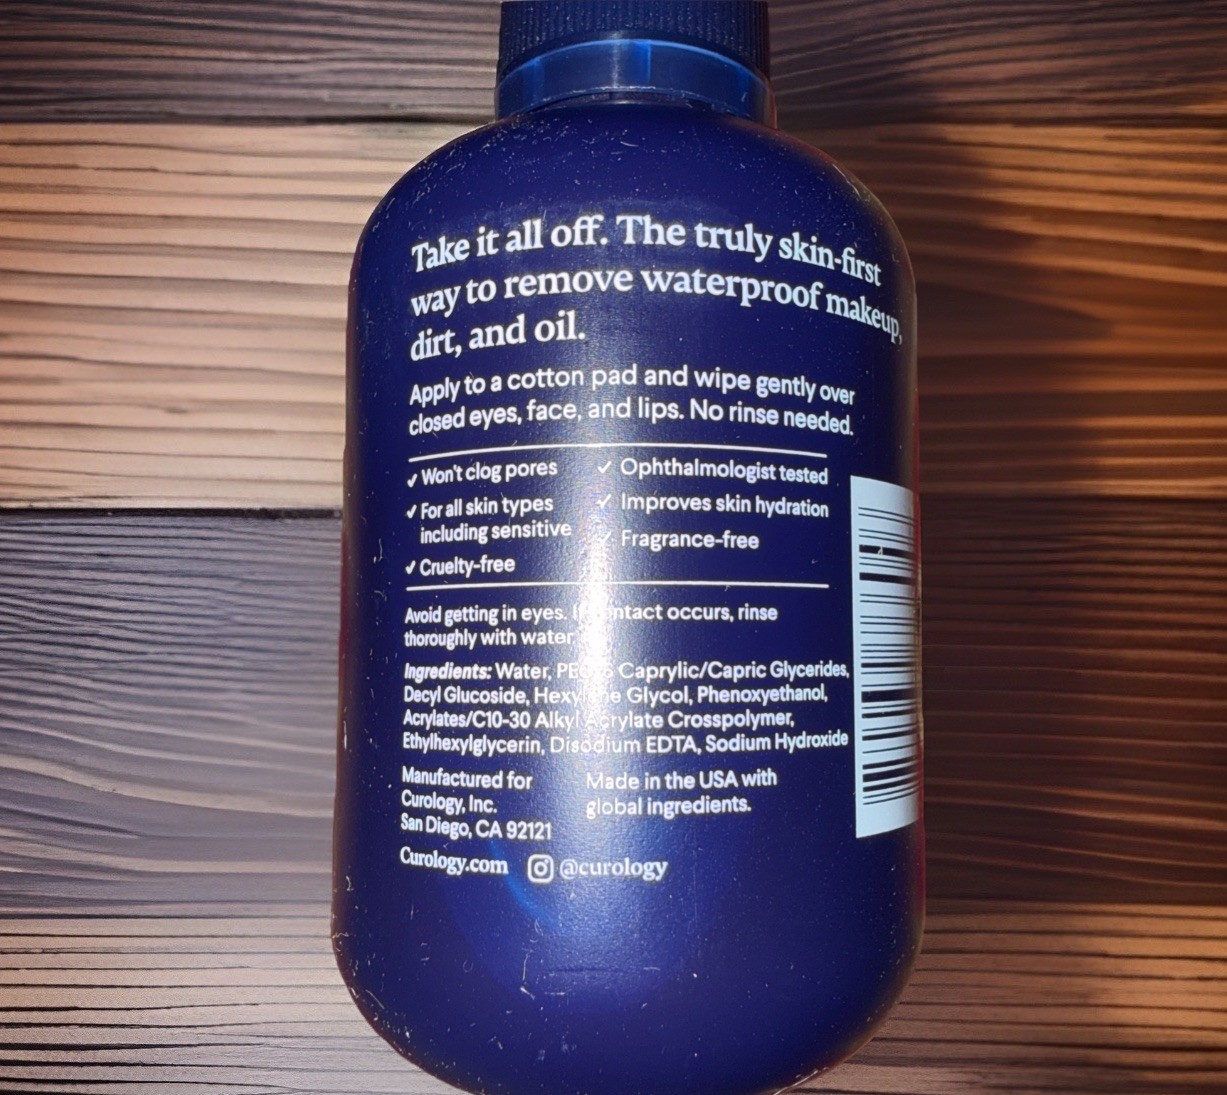 Take it all off. The truly skin-first
way to remove waterproof makeup,
dirt, and oil.
Apply to a cotton pad and wipe gently over
closed eyes, face, and lips. No rinse needed.
✓ Won't clog pores
✓ For all skin types
including sensitive
✓ Cruelty-free
✓ Ophthalmologist tested
✓ Improves skin hydration
✓ Fragrance-free
Avoid getting in eyes. If contact occurs, rinse
thoroughly with water.
Ingredients: Water, Caprylic/Capric Glycerides,
Decyl Glucoside, Hexylene Glycol, Phenoxyethanol,
Acrylates/C10-30 Alkyl Acrylate Crosspolymer,
Ethylhexylglycerin, Disodium EDTA, Sodium Hydroxide
Manufactured for
Curology, Inc.
San Diego, CA 92121
Made in the USA with
global ingredients.
Curology.com @curology